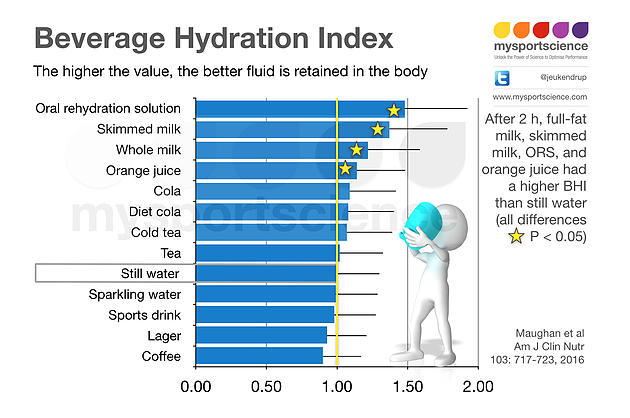 Beverage Hydration Index
The higher the value, the better fluid is retained in the body
mysportscience
Unlock the Power of Science to Optimise Performance
@jeukendrup
www.mysportscience.com
Oral rehydration solution
Skimmed milk
Whole milk
Orange juice
Cola
Diet cola
Cold tea
Tea
Still water
Sparkling water
Sports drink
Lager
Coffee
0.00
0.50
1.00
1.50
2.00
mysportscience
After 2 h, full-fat
milk, skimmed
milk, ORS, and
orange juice had
a higher BHI
than still water
(all differences
P < 0.05)
Maughan et al
Am J Clin Nutr
103: 717-723, 2016